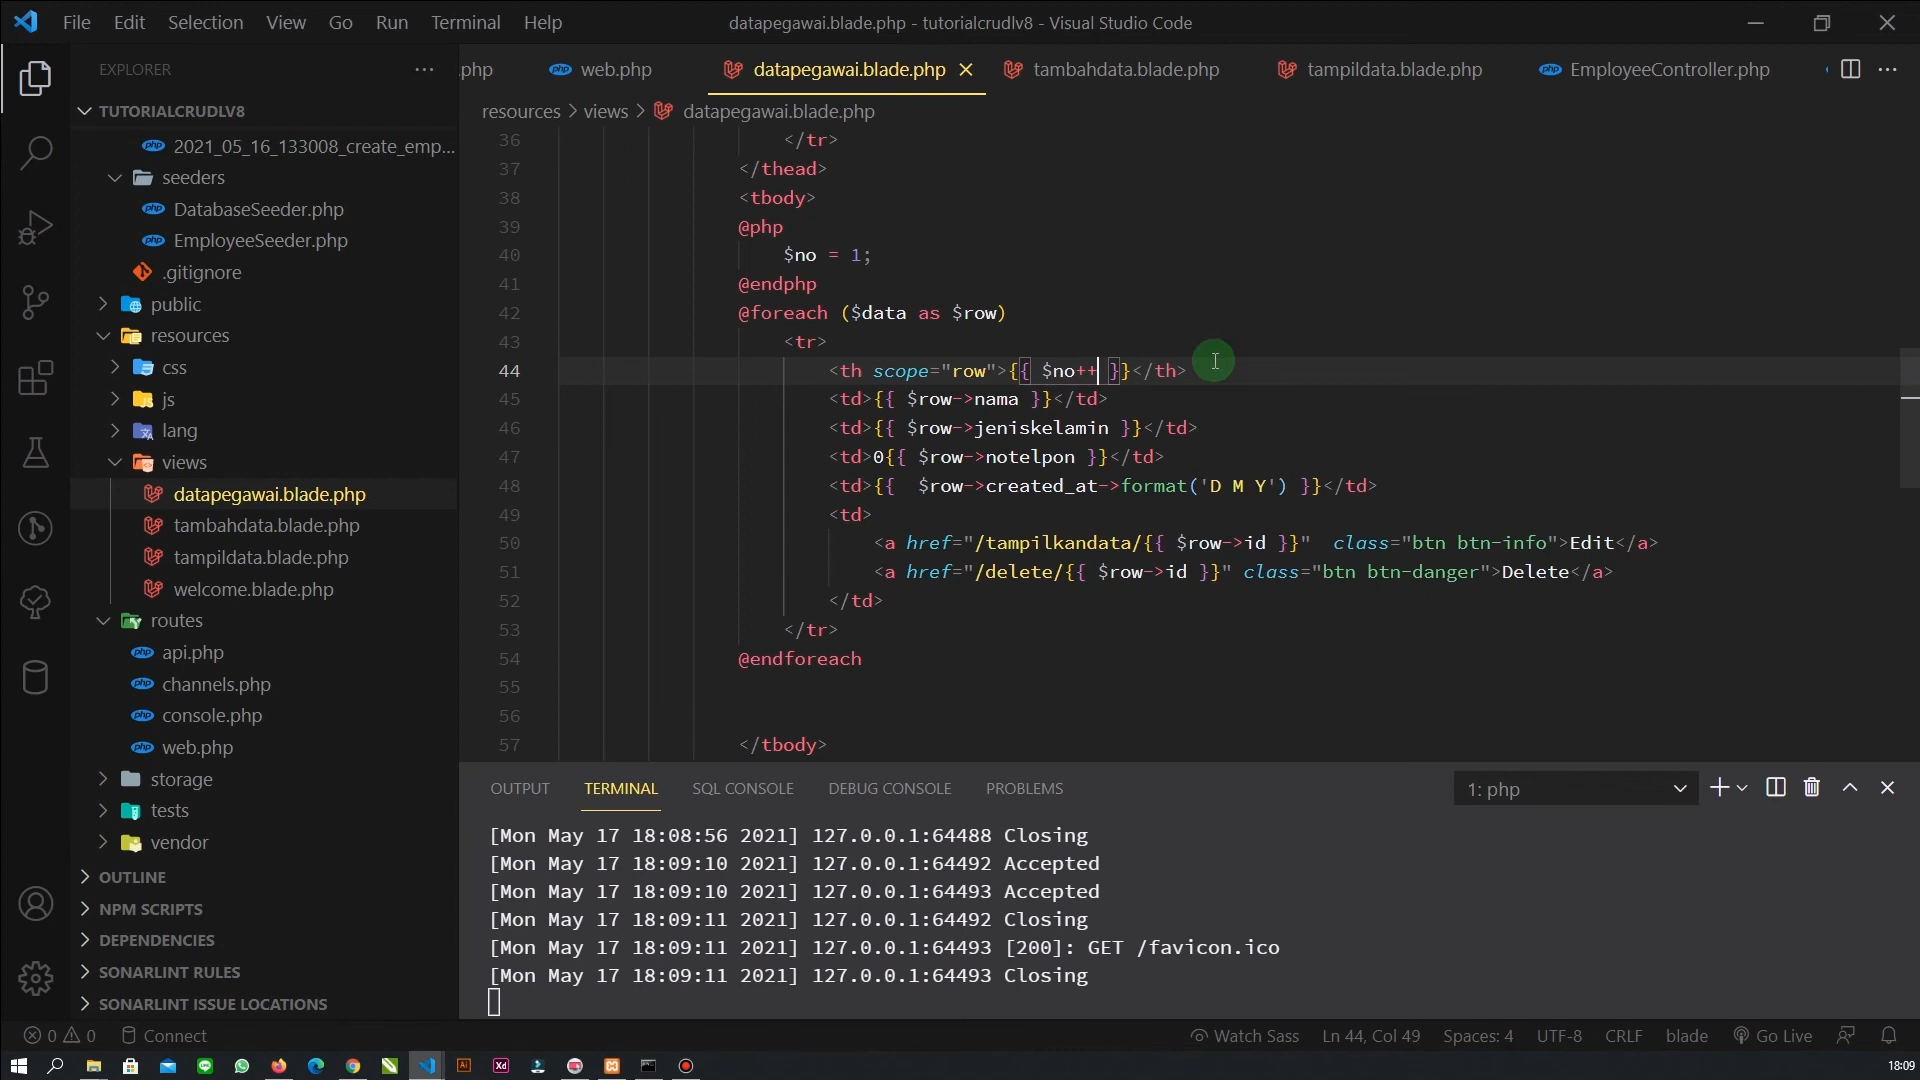 File Edit Selection View Go Run Terminal Help
datapegawai.blade.php - tutorialcrudlv8 - Visual Studio Code
EXPLORER
.php web.php datapegawai.blade.php tambahdata.blade.php tampildata.blade.php EmployeeController.php
TUTORIALCRUDLV8
2021_05_16_133008_create_emp...
seeders
DatabaseSeeder.php
EmployeeSeeder.php
.gitignore
public
resources
css
js
lang
views
datapegawai.blade.php
tambahdata.blade.php
tampildata.blade.php
welcome.blade.php
routes
api.php
channels.php
console.php
web.php
storage
tests
vendor
OUTLINE
NPM SCRIPTS
DEPENDENCIES
SONARLINT RULES
SONARLINT ISSUE LOCATIONS
resources > views > datapegawai.blade.php
36 </tr>
37 </thead>
38 <tbody>
39 @php
40 $no = 1;
41 @endphp
42 @foreach ($data as $row)
43 <tr>
44 <th scope="row">{{ $no++ }}</th>
45 <td>{{ $row->nama }}</td>
46 <td>{{ $row->jeniskelamin }}</td>
47 <td>0{{ $row->notelpon }}</td>
48 <td>{{  $row->created_at->format('D M Y') }}</td>
49 <td>
50 <a href="/tampilkandata/{{ $row->id }}"  class="btn btn-info">Edit</a>
51 <a href="/delete/{{ $row->id }}" class="btn btn-danger">Delete</a>
52 </td>
53 </tr>
54 @endforeach
55
56
57 </tbody>
OUTPUT TERMINAL SQL CONSOLE DEBUG CONSOLE PROBLEMS
1: php
[Mon May 17 18:08:56 2021] 127.0.0.1:64488 Closing
[Mon May 17 18:09:10 2021] 127.0.0.1:64492 Accepted
[Mon May 17 18:09:10 2021] 127.0.0.1:64493 Accepted
[Mon May 17 18:09:11 2021] 127.0.0.1:64492 Closing
[Mon May 17 18:09:11 2021] 127.0.0.1:64493 [200]: GET /favicon.ico
[Mon May 17 18:09:11 2021] 127.0.0.1:64493 Closing
0 0 Connect Watch Sass Ln 44, Col 49 Spaces: 4 UTF-8 CRLF blade Go Live
18:09